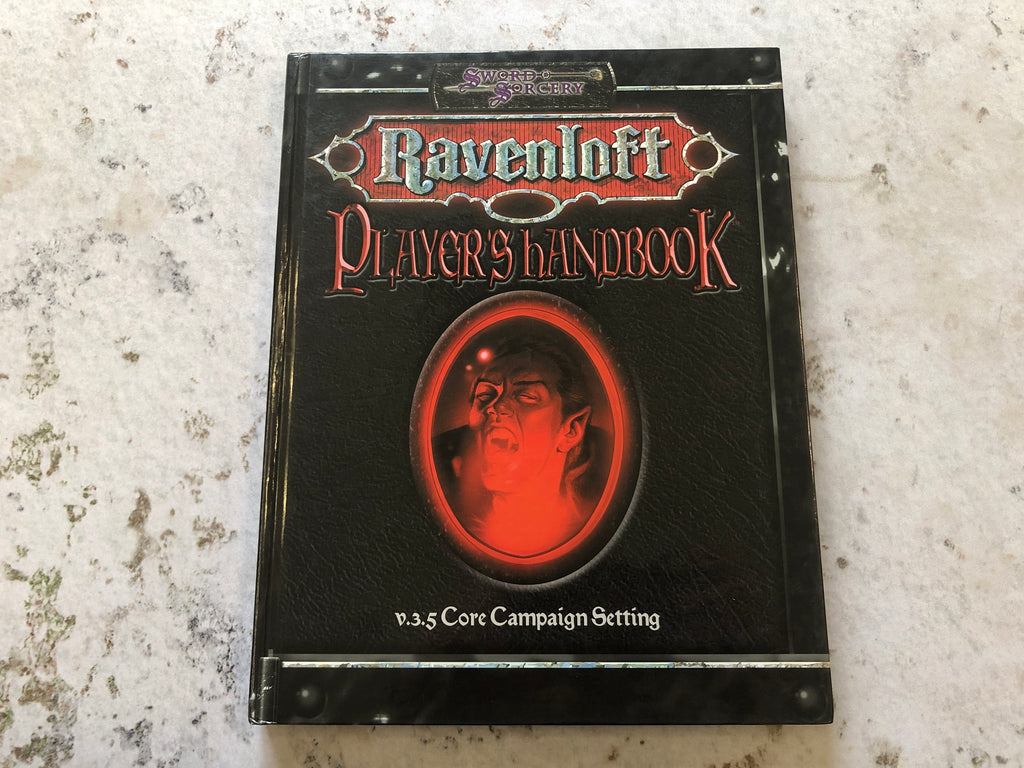 Sword & Sorcery
Ravenloft
Player's Handbook
v.3.5 Core Campaign Setting